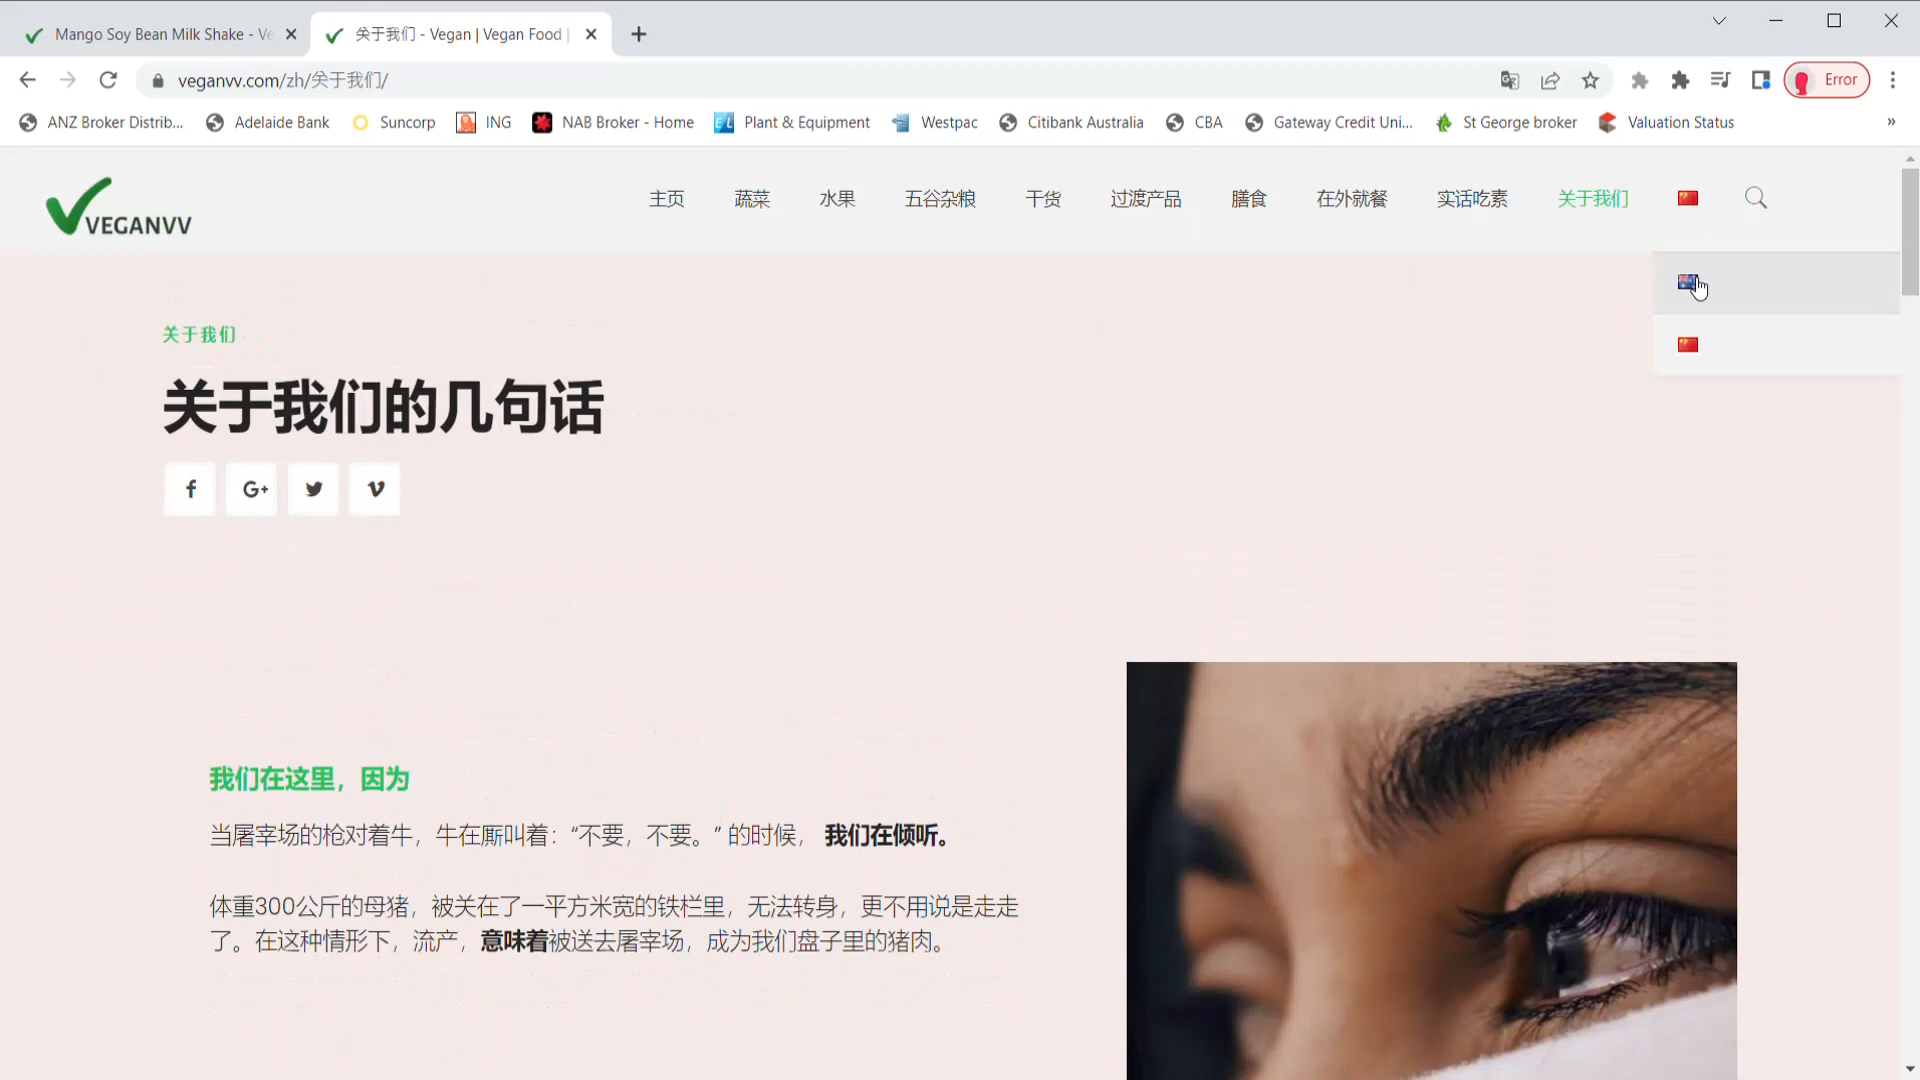 Mango Soy Bean Milk Shake - Ve
关于我们 - Vegan | Vegan Food |
veganvv.com/zh/关于我们/
Error
ANZ Broker Distrib... Adelaide Bank Suncorp ING NAB Broker - Home Plant & Equipment Westpac Citibank Australia CBA Gateway Credit Uni... St George broker Valuation Status »
VEGANVV
主页 蔬菜 水果 五谷杂粮 干货 过渡产品 膳食 在外就餐 实话吃素 关于我们
关于我们
关于我们的几句话
我们在这里，因为
当屠宰场的枪对着牛，牛在厮叫着：“不要，不要。” 的时候， 我们在倾听。
体重300公斤的母猪，被关在了一平方米宽的铁栏里，无法转身，更不用说是走走
了。在这种情形下，流产，意味着被送去屠宰场，成为我们盘子里的猪肉。